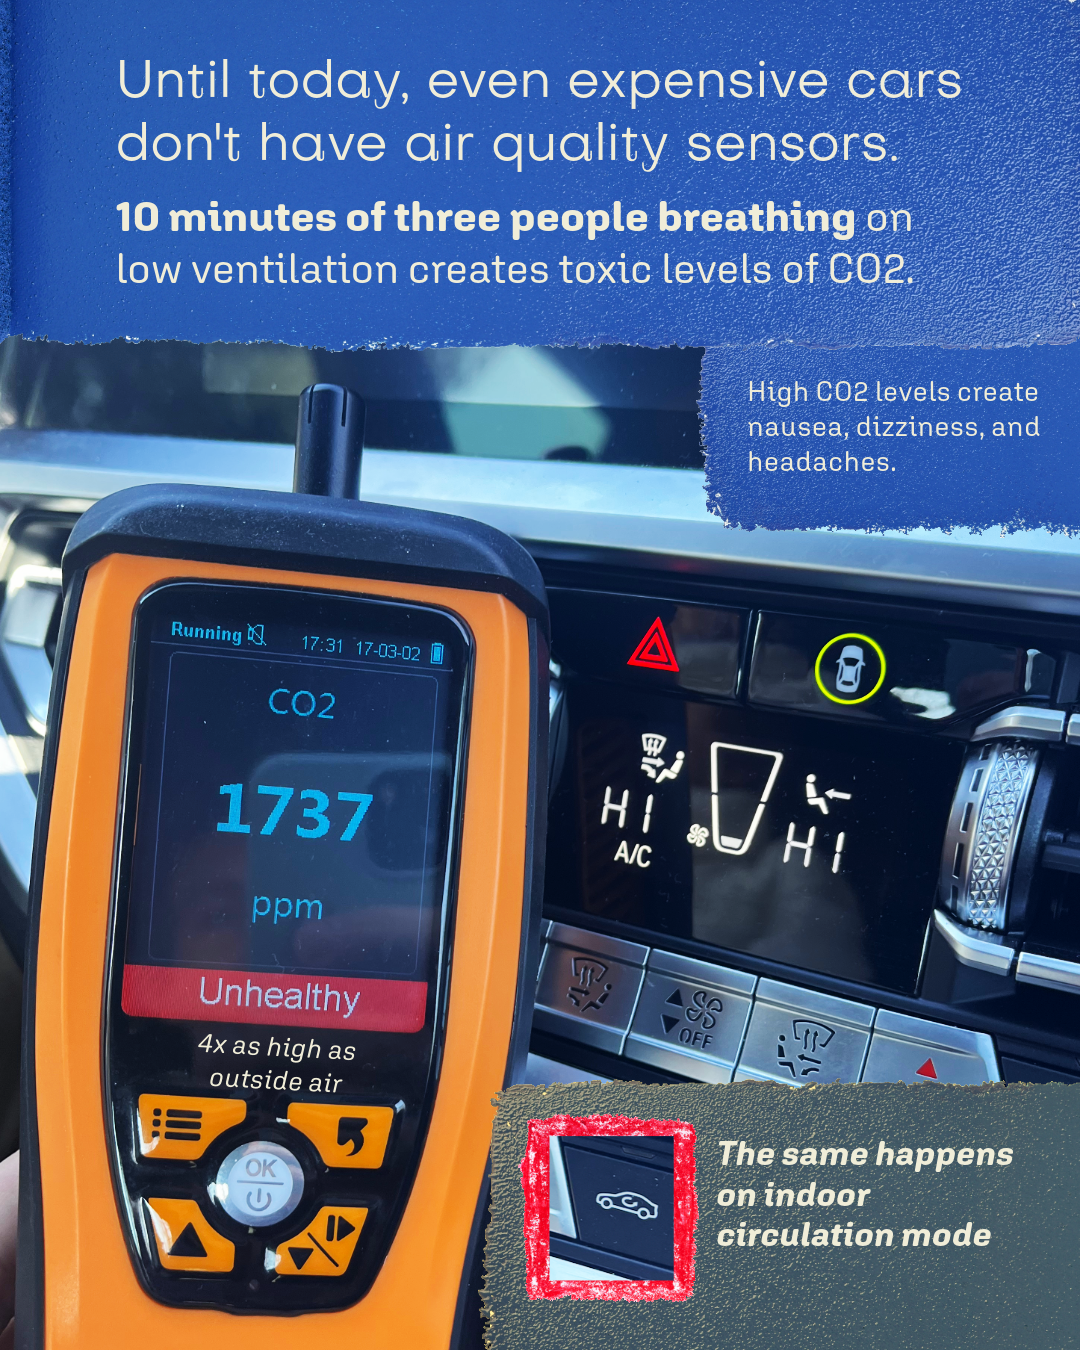 Until today, even expensive cars
don't have air quality sensors.
10 minutes of three people breathing on
low ventilation creates toxic levels of CO2.
High CO2 levels create
nausea, dizziness, and
headaches.
Running 17:31 17-03-02
CO2
1737
ppm
Unhealthy
4x as high as
outside air
OK
HI HI
A/C
OFF
The same happens
on indoor
circulation mode